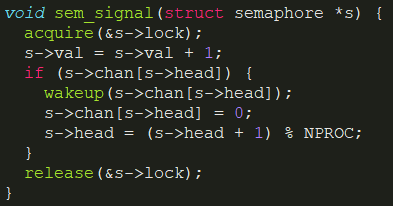 void sem_signal(struct semaphore *s) {
  acquire(&s->lock);
  s->val = s->val + 1;
  if (s->chan[s->head]) {
    wakeup(s->chan[s->head]);
    s->chan[s->head] = 0;
    s->head = (s->head + 1) % NPROC;
  }
  release(&s->lock);
}